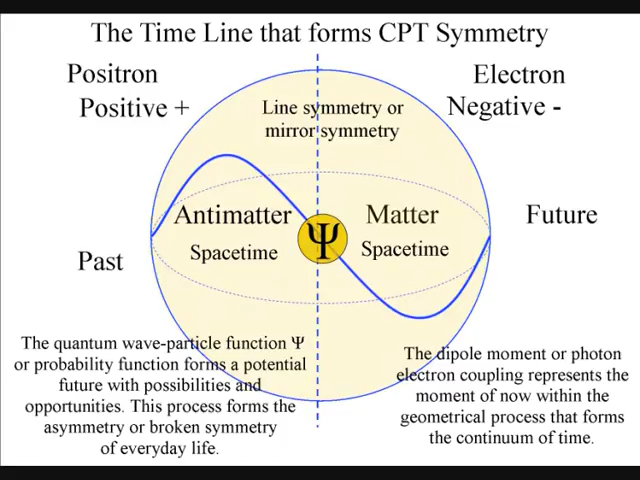 The Time Line that forms CPT Symmetry
Positron
Positive +
Electron
Negative -
Line symmetry or
mirror symmetry
Antimatter
Spacetime
Ψ
Matter
Spacetime
Past
Future
The quantum wave-particle function Ψ
or probability function forms a potential
future with possibilities and
opportunities. This process forms the
asymmetry or broken symmetry
of everyday life.
The dipole moment or photon
electron coupling represents the
moment of now within the
geometrical process that forms
the continuum of time.